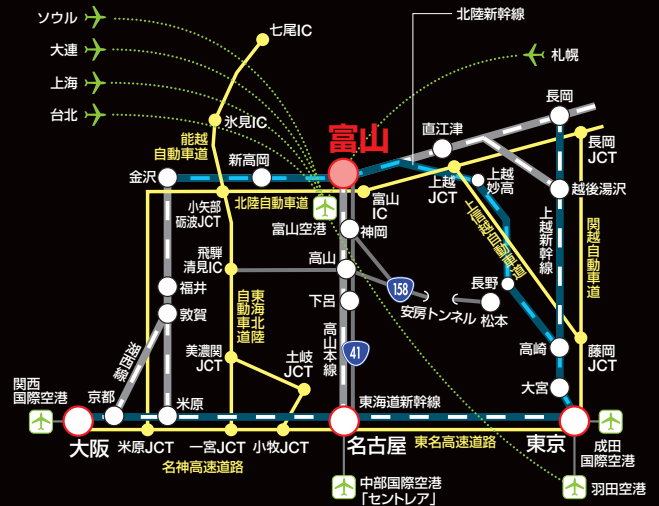 ソウル
大連
上海
台北
七尾IC
北陸新幹線
札幌
氷見IC
能越
自動車道
富山
直江津
長岡
長岡
JCT
新高岡
金沢
小矢部
砺波JCT
北陸自動車道
富山
IC
上越
JCT
上越
妙高
越後湯沢
富山空港
神岡
上信越自動車道
上越新幹線
関越自動車道
飛騨
清見IC
高山
158
長野
福井
下呂
安房トンネル
松本
敦賀
東海北陸
自動車道
高山本線
41
湖西線
美濃関
JCT
土岐
JCT
高崎
藤岡
JCT
大宮
関西
国際空港
京都
米原
東海道新幹線
大阪
米原JCT
一宮JCT
小牧JCT
名古屋
東名高速道路
東京
成田
国際空港
名神高速道路
中部国際空港
「セントレア」
羽田空港